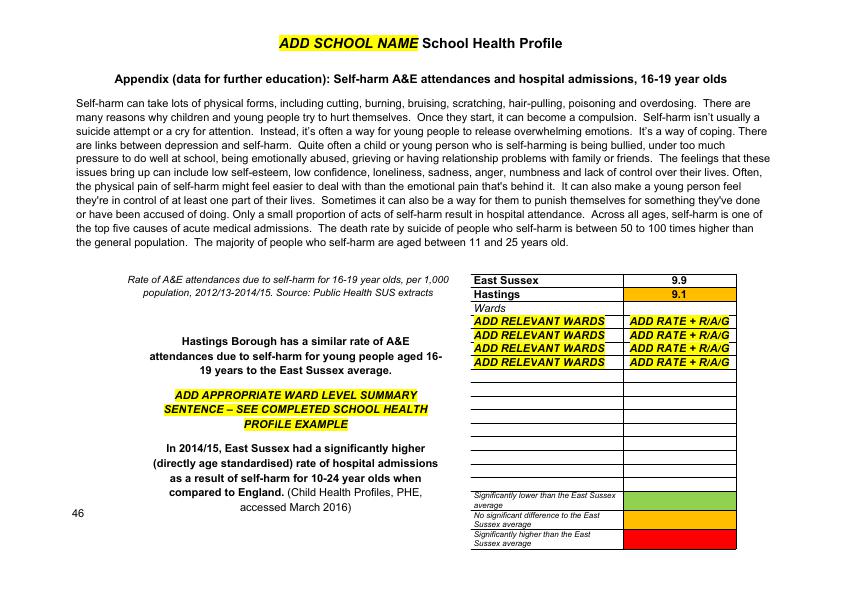 ADD SCHOOL NAME School Health Profile
Appendix (data for further education): Self-harm A&E attendances and hospital admissions, 16-19 year olds
Self-harm can take lots of physical forms, including cutting, burning, bruising, scratching, hair-pulling, poisoning and overdosing.  There are
many reasons why children and young people try to hurt themselves.  Once they start, it can become a compulsion.  Self-harm isn't usually a
suicide attempt or a cry for attention.  Instead, it's often a way for young people to release overwhelming emotions.  It's a way of coping. There
are links between depression and self-harm.  Quite often a child or young person who is self-harming is being bullied, under too much
pressure to do well at school, being emotionally abused, grieving or having relationship problems with family or friends.  The feelings that these
issues bring up can include low self-esteem, low confidence, loneliness, sadness, anger, numbness and lack of control over their lives. Often,
the physical pain of self-harm might feel easier to deal with than the emotional pain that's behind it.  It can also make a young person feel
they're in control of at least one part of their lives.  Sometimes it can also be a way for them to punish themselves for something they've done
or have been accused of doing. Only a small proportion of acts of self-harm result in hospital attendance.  Across all ages, self-harm is one of
the top five causes of acute medical admissions.  The death rate by suicide of people who self-harm is between 50 to 100 times higher than
the general population.  The majority of people who self-harm are aged between 11 and 25 years old.
Rate of A&E attendances due to self-harm for 16-19 year olds, per 1,000
population, 2012/13-2014/15. Source: Public Health SUS extracts
Hastings Borough has a similar rate of A&E
attendances due to self-harm for young people aged 16-
19 years to the East Sussex average.
ADD APPROPRIATE WARD LEVEL SUMMARY
SENTENCE – SEE COMPLETED SCHOOL HEALTH
PROFILE EXAMPLE
In 2014/15, East Sussex had a significantly higher
(directly age standardised) rate of hospital admissions
as a result of self-harm for 10-24 year olds when
compared to England. (Child Health Profiles, PHE,
accessed March 2016)
East Sussex 9.9
Hastings 9.1
Wards
ADD RELEVANT WARDS ADD RATE + R/A/G
ADD RELEVANT WARDS ADD RATE + R/A/G
ADD RELEVANT WARDS ADD RATE + R/A/G
ADD RELEVANT WARDS ADD RATE + R/A/G
Significantly lower than the East Sussex
average
No significant difference to the East
Sussex average
Significantly higher than the East
Sussex average
46